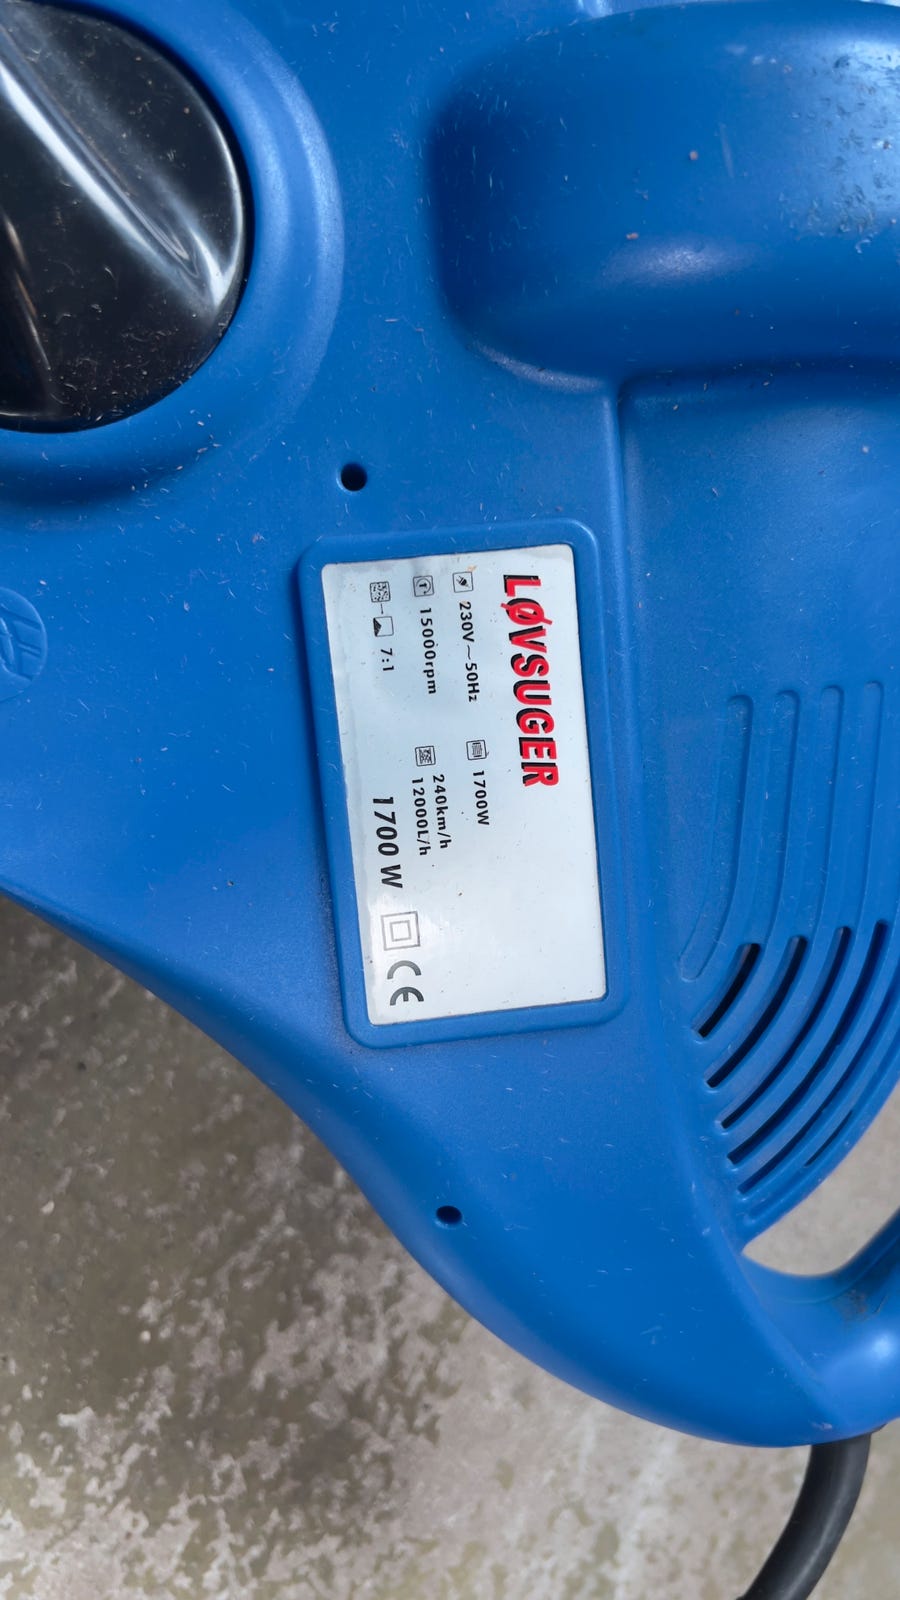 LØVSUGER
230V~50Hz 1700W
15000rpm 240km/h
12000L/h
7:1 1700 W CE